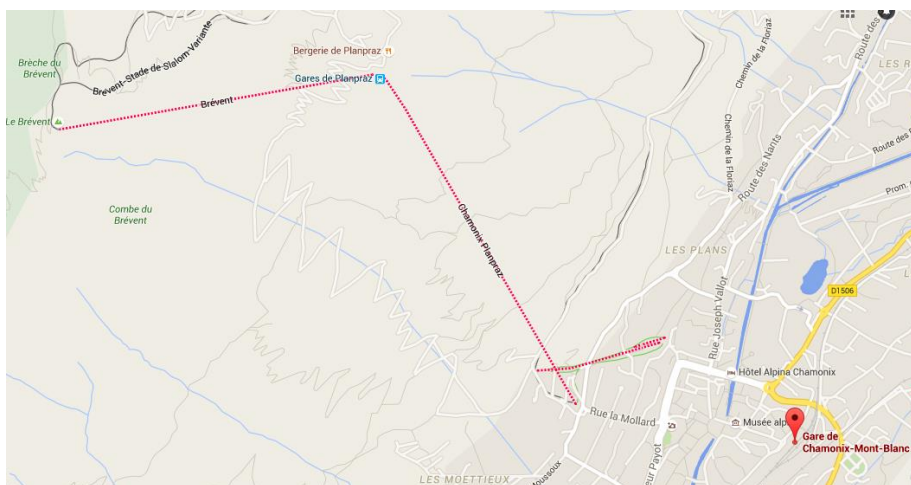 Route des
Bergerie de Planpraz
Brèche du
Brévent
Brévent-Stade de Slalom-Variante
Gares de Planpraz
Chemin de la Floriaz
LES
Brévent
Le Brévent
Chemin de la Floriaz
Route des Nants
Route des
Prom.
Combe du
Brévent
Chamonix Planpraz
LES PLANS
D1506
Rue Joseph Vallot
Hôtel Alpina Chamonix
Rue la Mollard
Musée
Gare de
Chamonix-Mont-Blanc
Payot
Moussoux
LES MOETTIEUX